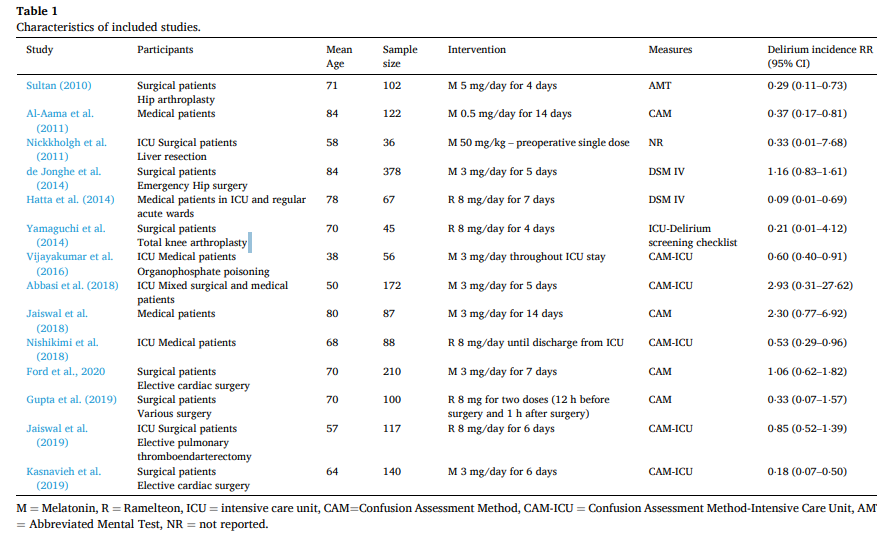 Table 1
Characteristics of included studies.
Study Participants Mean Age Sample size Intervention Measures Delirium incidence RR (95% CI)
Sultan (2010) Surgical patients Hip arthroplasty 71 102 M 5 mg/day for 4 days AMT 0·29 (0·11–0·73)
Al-Aama et al. (2011) Medical patients 84 122 M 0.5 mg/day for 14 days CAM 0·37 (0·17–0·81)
Nickkholgh et al. (2011) ICU Surgical patients Liver resection 58 36 M 50 mg/kg – preoperative single dose NR 0·33 (0·01–7·68)
de Jonghe et al. (2014) Surgical patients Emergency Hip surgery 84 378 M 3 mg/day for 5 days DSM IV 1·16 (0·83–1·61)
Hatta et al. (2014) Medical patients in ICU and regular acute wards 78 67 R 8 mg/day for 7 days DSM IV 0·09 (0·01–0·69)
Yamaguchi et al. (2014) Surgical patients Total knee arthroplasty 70 45 R 8 mg/day for 4 days ICU-Delirium screening checklist 0·21 (0·01–4·12)
Vijayakumar et al. (2016) ICU Medical patients Organophosphate poisoning 38 56 M 3 mg/day throughout ICU stay CAM-ICU 0·60 (0·40–0·91)
Abbasi et al. (2018) ICU Mixed surgical and medical patients 50 172 M 3 mg/day for 5 days CAM-ICU 2·93 (0·31–27·62)
Jaiswal et al. (2018) Medical patients 80 87 M 3 mg/day for 14 days CAM 2·30 (0·77–6·92)
Nishikimi et al. (2018) ICU Medical patients 68 88 R 8 mg/day until discharge from ICU CAM-ICU 0·53 (0·29–0·96)
Ford et al., 2020 Surgical patients Elective cardiac surgery 70 210 M 3 mg/day for 7 days CAM 1·06 (0·62–1·82)
Gupta et al. (2019) Surgical patients Various surgery 70 100 R 8 mg for two doses (12 h before surgery and 1 h after surgery) CAM 0·33 (0·07–1·57)
Jaiswal et al. (2019) ICU Surgical patients Elective pulmonary thromboendarterectomy 57 117 R 8 mg/day for 6 days CAM-ICU 0·85 (0·52–1·39)
Kasnavieh et al. (2019) Surgical patients Elective cardiac surgery 64 140 M 3 mg/day for 6 days CAM-ICU 0·18 (0·07–0·50)
M = Melatonin, R = Ramelteon, ICU = intensive care unit, CAM=Confusion Assessment Method, CAM-ICU = Confusion Assessment Method-Intensive Care Unit, AM
= Abbreviated Mental Test, NR = not reported.